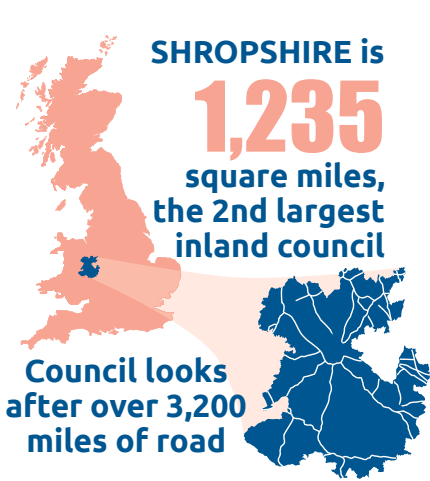 SHROPSHIRE is
1,235
square miles,
the 2nd largest
inland council
Council looks
after over 3,200
miles of road